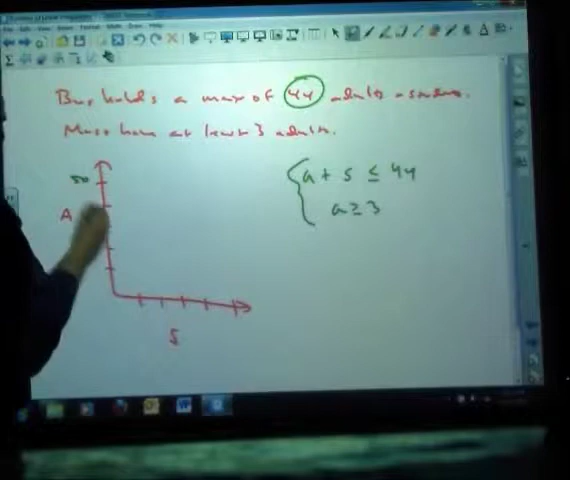 Bus holds a max of 44 adults + students.
Must have at least 3 adults.
50
a + s ≤ 44
A
a ≥ 3
S